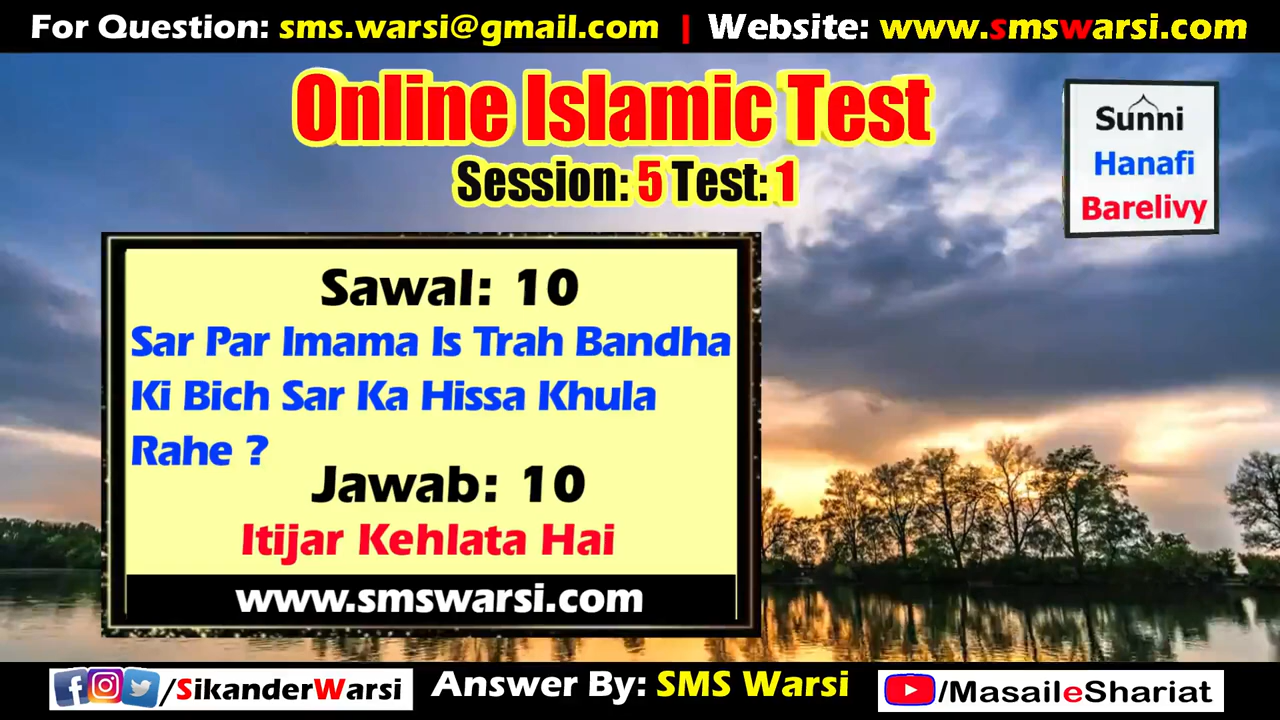 For Question: sms.warsi@gmail.com | Website: www.smswarsi.com
Online Islamic Test
Session: 5 Test: 1
Sunni
Hanafi
Barelivy
Sawal: 10
Sar Par Imama Is Trah Bandha
Ki Bich Sar Ka Hissa Khula
Rahe ?
Jawab: 10
Itijar Kehlata Hai
www.smswarsi.com
/SikanderWarsi
Answer By: SMS Warsi
/MasaileShariat